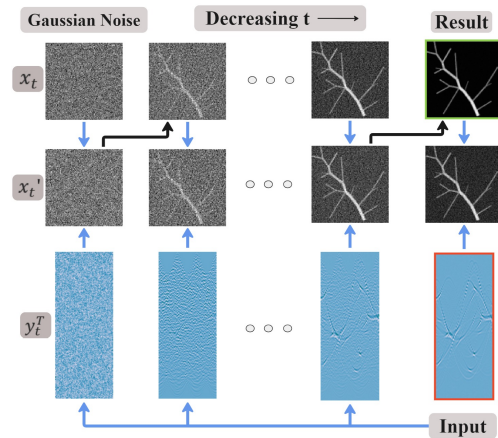 Gaussian Noise
Decreasing t
Result
x_t
x_t'
y_t^T
Input